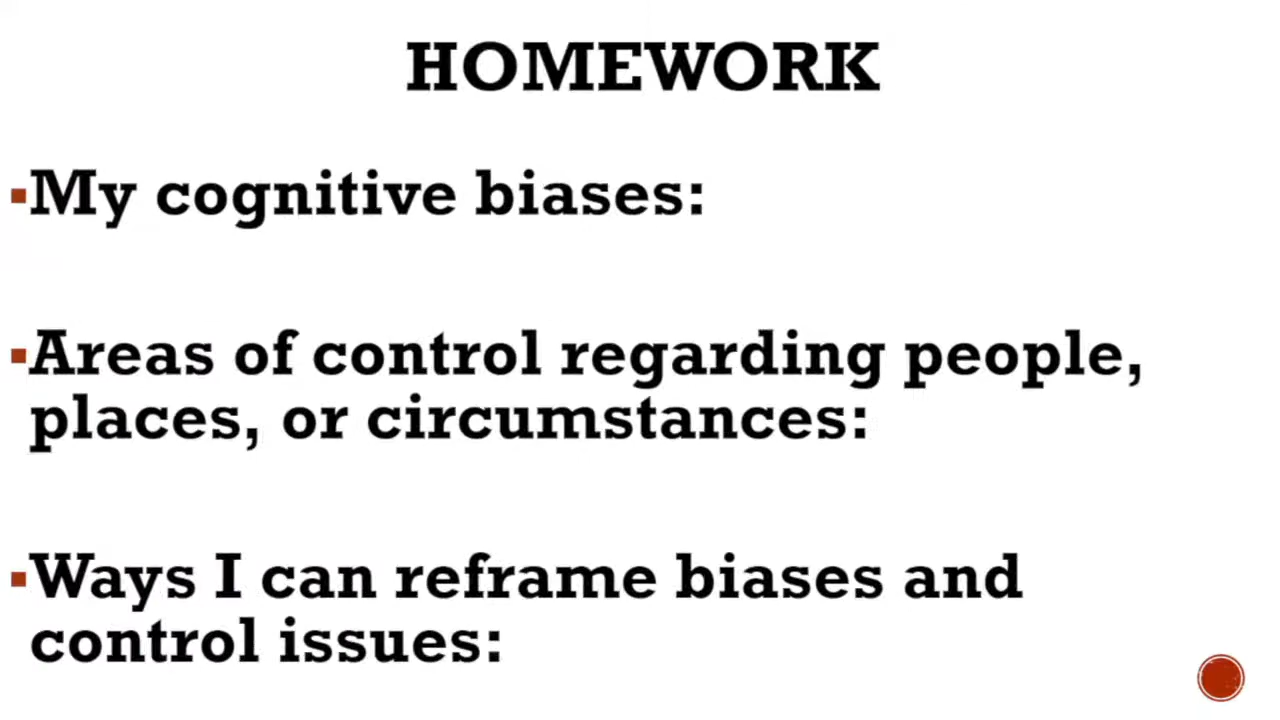 HOMEWORK
▪My cognitive biases:
▪Areas of control regarding people,
places, or circumstances:
▪Ways I can reframe biases and
control issues: